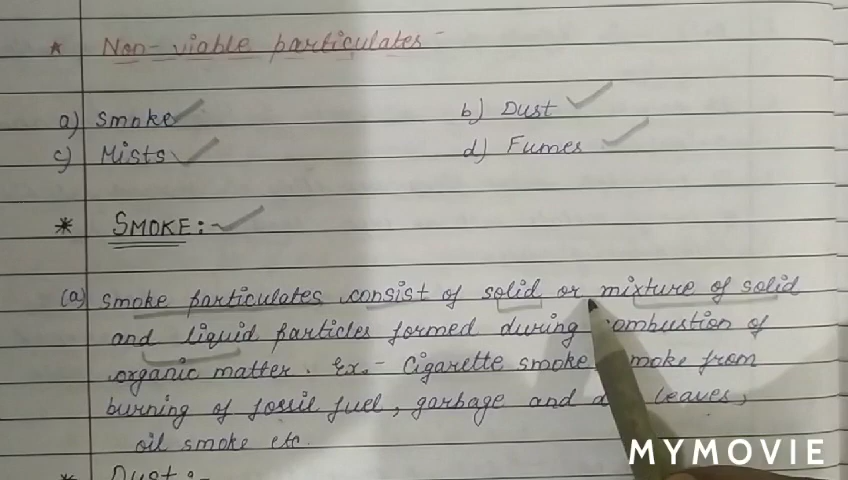 * Non-viable particulates-
a) Smoke b) Dust
c) Mists d) Fumes
* SMOKE:-
(a) Smoke particulates consist of solid or mixture of solid
and liquid particles formed during combustion of
organic matter. Ex.- Cigarette smoke smoke from
burning of fossil fuel, garbage and leaves,
oil smoke etc.
* Dust:-
MYMOVIE